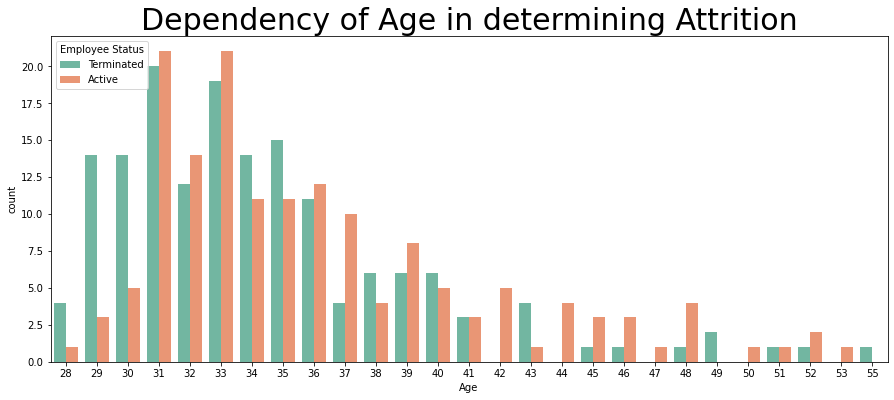 Dependency of Age in determining Attrition
Employee Status
Terminated
Active
20.0
17.5
15.0
12.5
10.0
7.5
5.0
2.5
0.0
count
28 29 30 31 32 33 34 35 36 37 38 39 40 41 42 43 44 45 46 47 48 49 50 51 52 53 55
Age